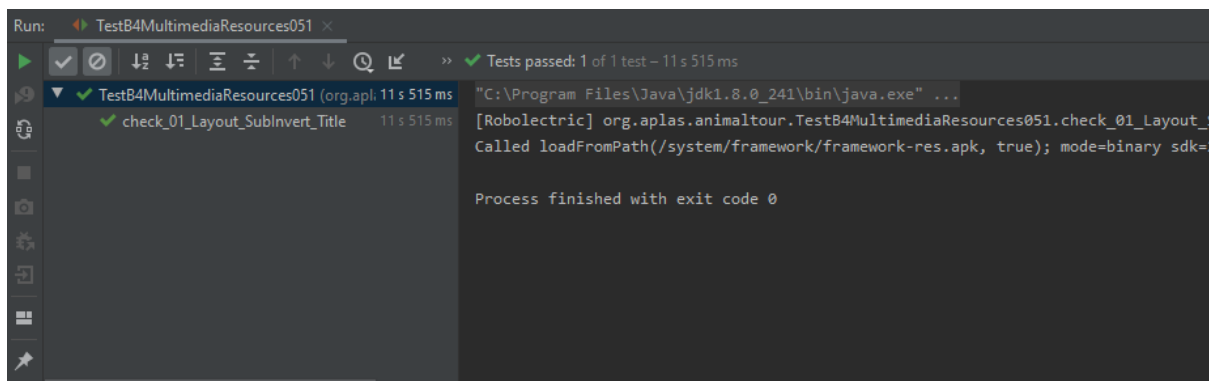 Run: TestB4MultimediaResources051
Tests passed: 1 of 1 test – 11 s 515 ms
TestB4MultimediaResources051 (org.apl 11 s 515 ms
check_01_Layout_SubInvert_Title 11 s 515 ms
"C:\Program Files\Java\jdk1.8.0_241\bin\java.exe" ...
[Robolectric] org.aplas.animaltour.TestB4MultimediaResources051.check_01_Layout_
Called loadFromPath(/system/framework/framework-res.apk, true); mode=binary sdk=
Process finished with exit code 0